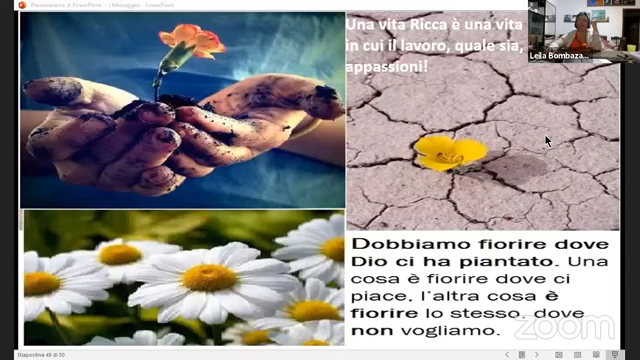 Presentazione di PowerPoint - I Messaggeri - PowerPoint
Una vita Ricca è una vita
in cui il lavoro, quale sia,
appassioni!
Leila Bombaza...
Dobbiamo fiorire dove
Dio ci ha piantato. Una
cosa è fiorire dove ci
piace, l'altra cosa è
fiorire lo stesso, dove
non vogliamo.
zoom
Diapositiva 49 di 50